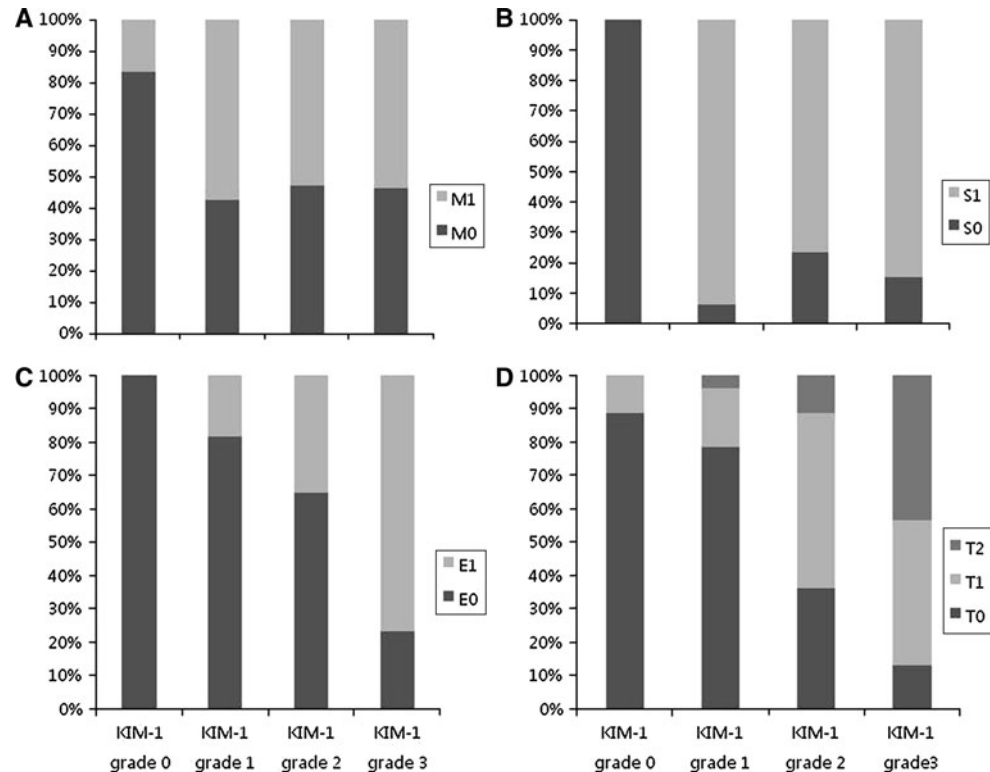 A
100%
90%
80%
70%
60%
50%
40%
30%
20%
10%
0%
M1
M0
B
100%
90%
80%
70%
60%
50%
40%
30%
20%
10%
0%
S1
S0
C
100%
90%
80%
70%
60%
50%
40%
30%
20%
10%
0%
KIM-1 KIM-1 KIM-1 KIM-1
grade 0 grade 1 grade 2 grade 3
E1
E0
D
100%
90%
80%
70%
60%
50%
40%
30%
20%
10%
0%
KIM-1 KIM-1 KIM-1 KIM-1
grade 0 grade 1 grade 2 grade3
T2
T1
T0